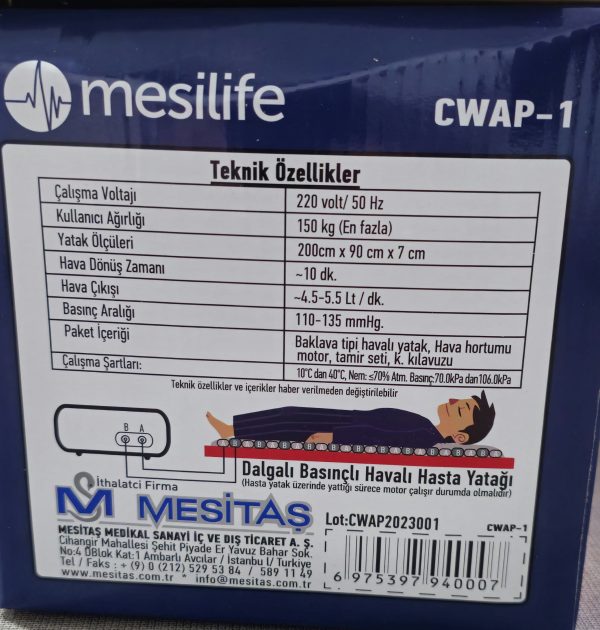 mesilife
CWAP-1
Teknik Özellikler
Çalışma Voltajı 220 volt/ 50 Hz
Kullanıcı Ağırlığı 150 kg (En fazla)
Yatak Ölçüleri 200cm x 90 cm x 7 cm
Hava Dönüş Zamanı ~10 dk.
Hava Çıkışı ~4.5-5.5 Lt / dk.
Basınç Aralığı 110-135 mmHg.
Paket İçeriği Baklava tipi havalı yatak, Hava hortumu
motor, tamir seti, k. kılavuzu
Çalışma Şartları: 10°C dan 40°C, Nem: ≤70% Atm. Basınç:70.0kPa dan106.0kPa
Teknik özellikler ve içerikler haber verilmeden değiştirilebilir
B A
Dalgalı Basınçlı Havalı Hasta Yatağı
(Hasta yatak üzerinde yattığı sürece motor çalışır durumda olmalıdır)
İthalatci Firma
MESİTAŞ
MESİTAŞ MEDİKAL SANAYİ İÇ VE DIŞ TİCARET A. Ş.
Cihangir Mahallesi Şehit Piyade Er Yavuz Bahar Sok.
No:4 DBlok Kat:1 Ambarlı Avcılar / İstanbu l/ Turkiye
Tel / Faks : + (9) 0 (212) 529 53 84 / 589 11 49
www.mesitas.com.tr * info@mesitas.com.tr
Lot:CWAP2023001
CWAP-1
6 975397 940007